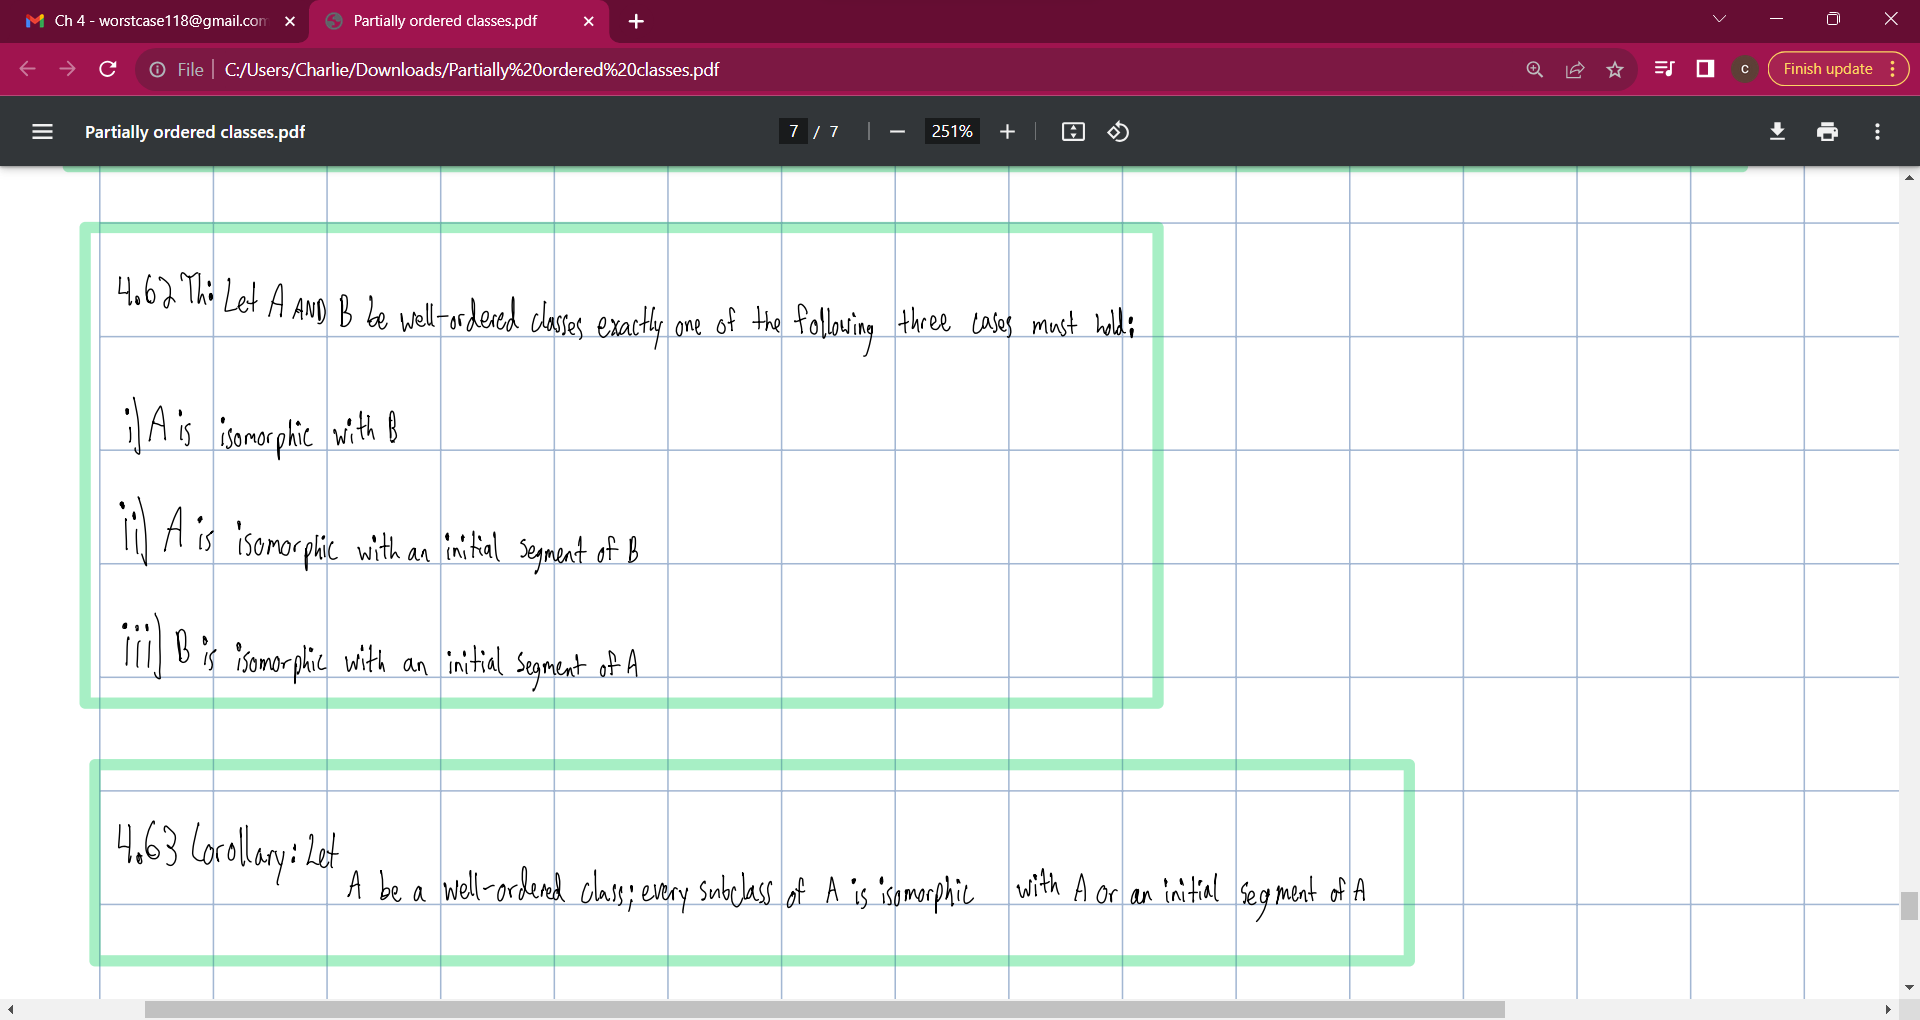 Ch 4 - worstcase118@gmail.com
Partially ordered classes.pdf
File
C:/Users/Charlie/Downloads/Partially%20ordered%20classes.pdf
C
Finish update
Partially ordered classes.pdf
7 / 7
251%
4.62 Th: Let A AND B be well-ordered classes exactly one of the following three cases must hold:
i) A is isomorphic with B
ii) A is isomorphic with an initial segment of B
iii) B is isomorphic with an initial segment of A
4.63 Corollary: Let
A be a well-ordered class; every subclass of A is isomorphic with A or an initial segment of A